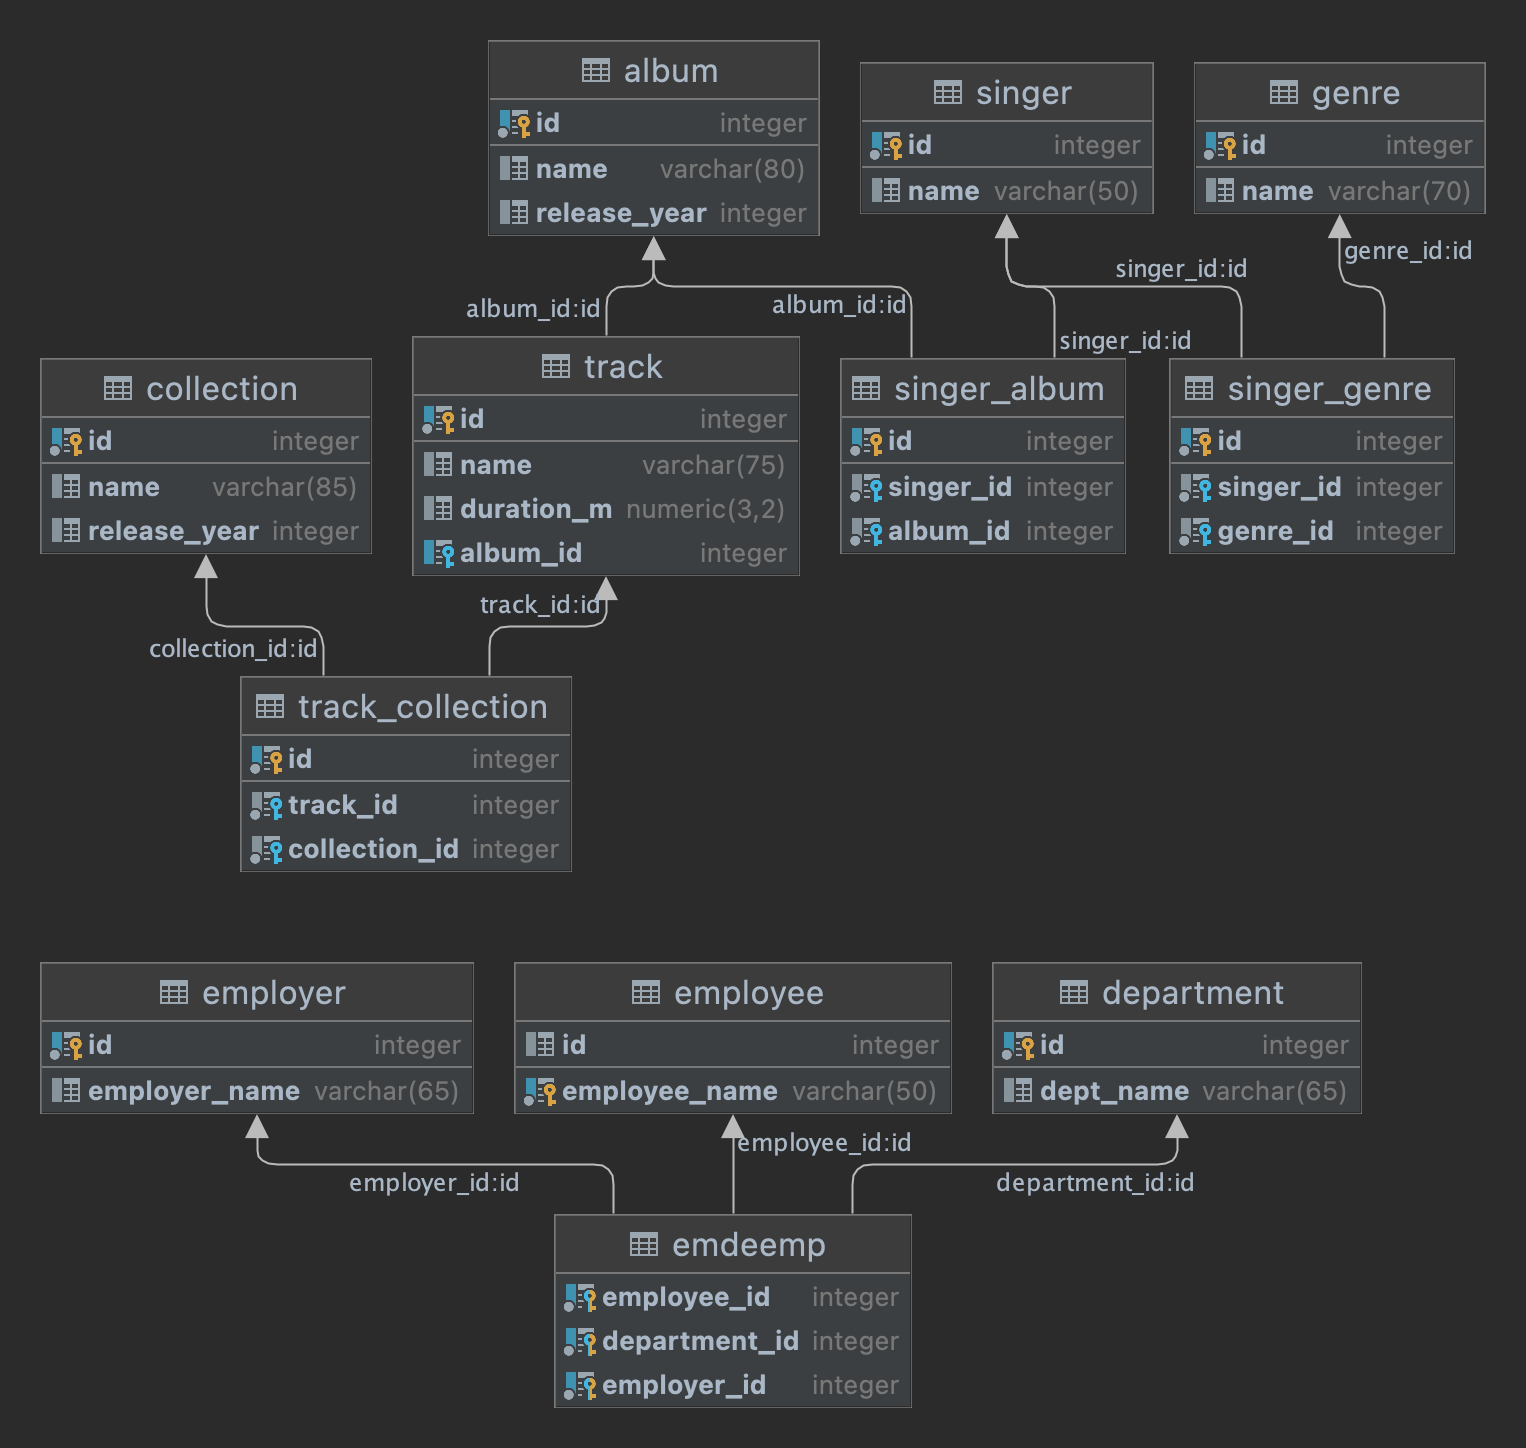 album
id integer
name varchar(80)
release_year integer
singer
id integer
name varchar(50)
genre
id integer
name varchar(70)
album_id:id
album_id:id
singer_id:id
singer_id:id
genre_id:id
collection
id integer
name varchar(85)
release_year integer
track
id integer
name varchar(75)
duration_m numeric(3,2)
album_id integer
singer_album
id integer
singer_id integer
album_id integer
singer_genre
id integer
singer_id integer
genre_id integer
collection_id:id
track_id:id
track_collection
id integer
track_id integer
collection_id integer
employer
id integer
employer_name varchar(65)
employee
id integer
employee_name varchar(50)
department
id integer
dept_name varchar(65)
employer_id:id
employee_id:id
department_id:id
emdeemp
employee_id integer
department_id integer
employer_id integer